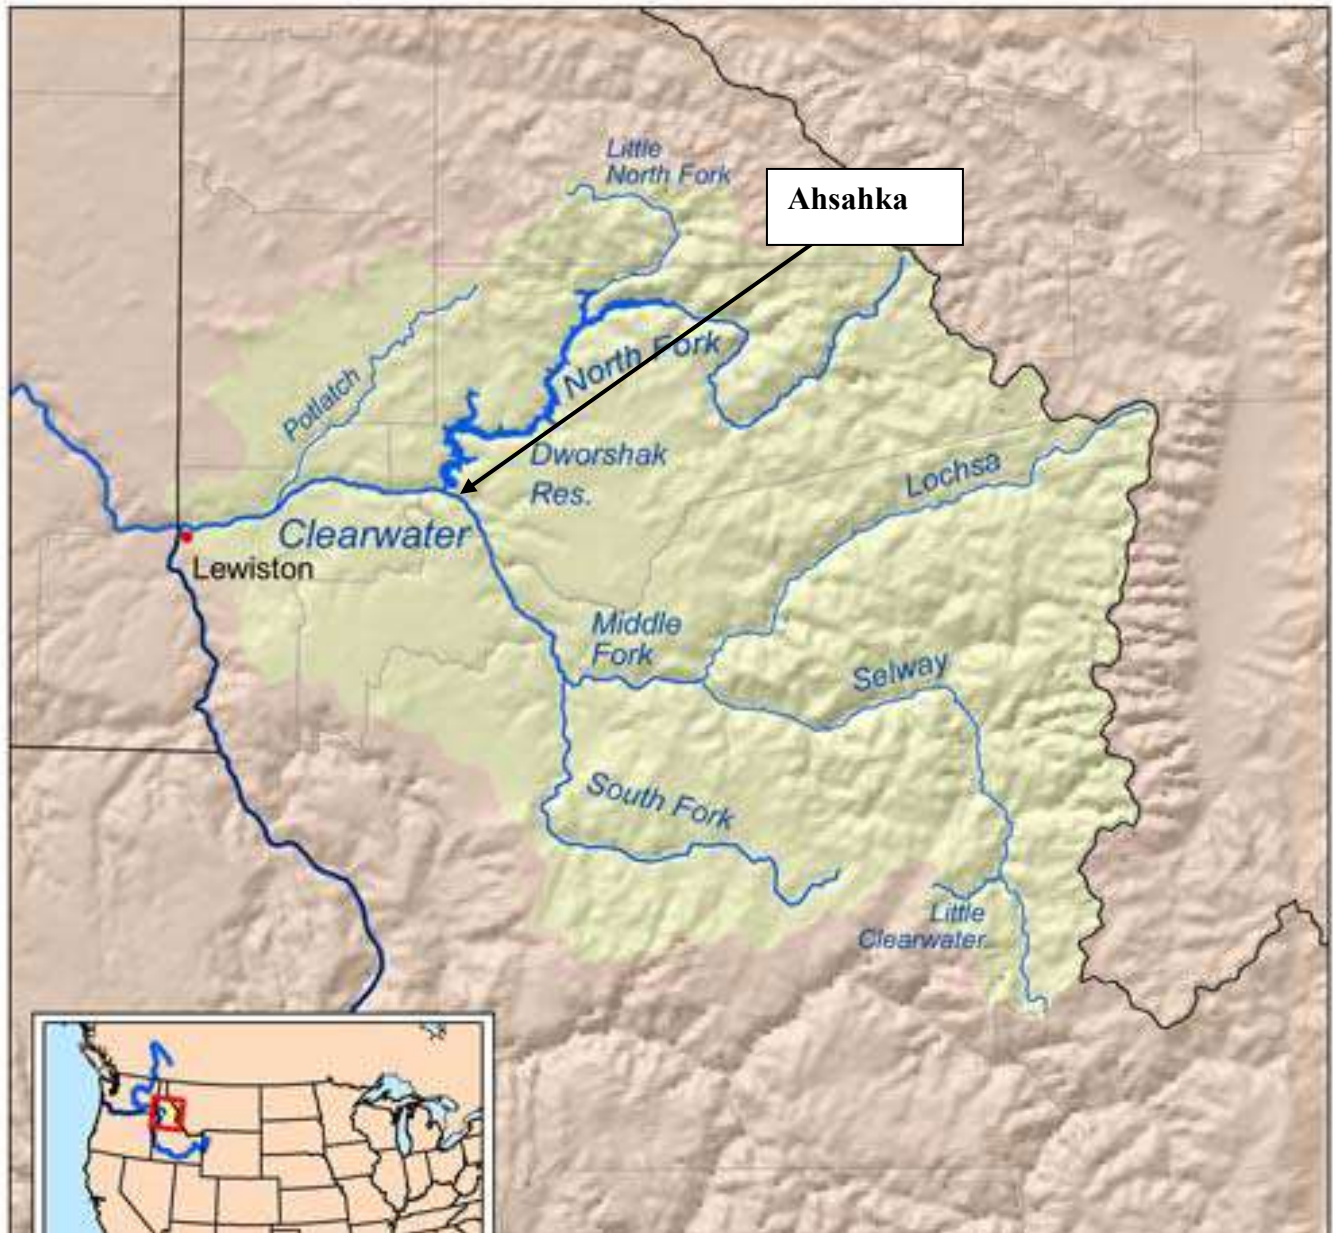 Little
North Fork
Ahsahka
North Fork
Potlatch
Dworshak
Res.
Lochsa
Clearwater
Lewiston
Middle
Fork
Selway
South Fork
Little
Clearwater